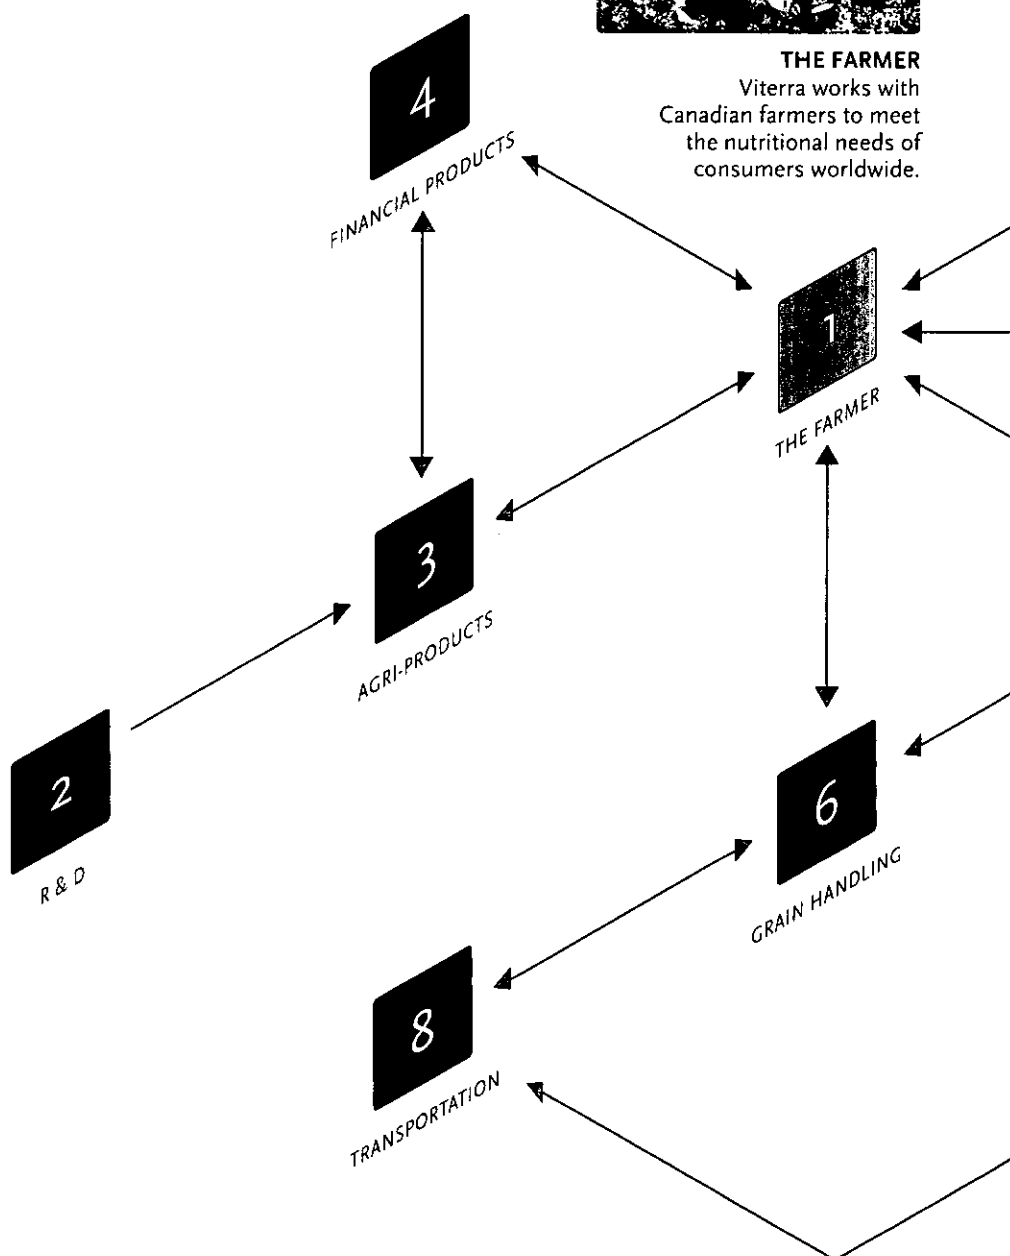 4
FINANCIAL PRODUCTS
THE FARMER
Viterra works with
Canadian farmers to meet
the nutritional needs of
consumers worldwide.
1
THE FARMER
3
AGRI-PRODUCTS
2
R & D
6
GRAIN HANDLING
8
TRANSPORTATION